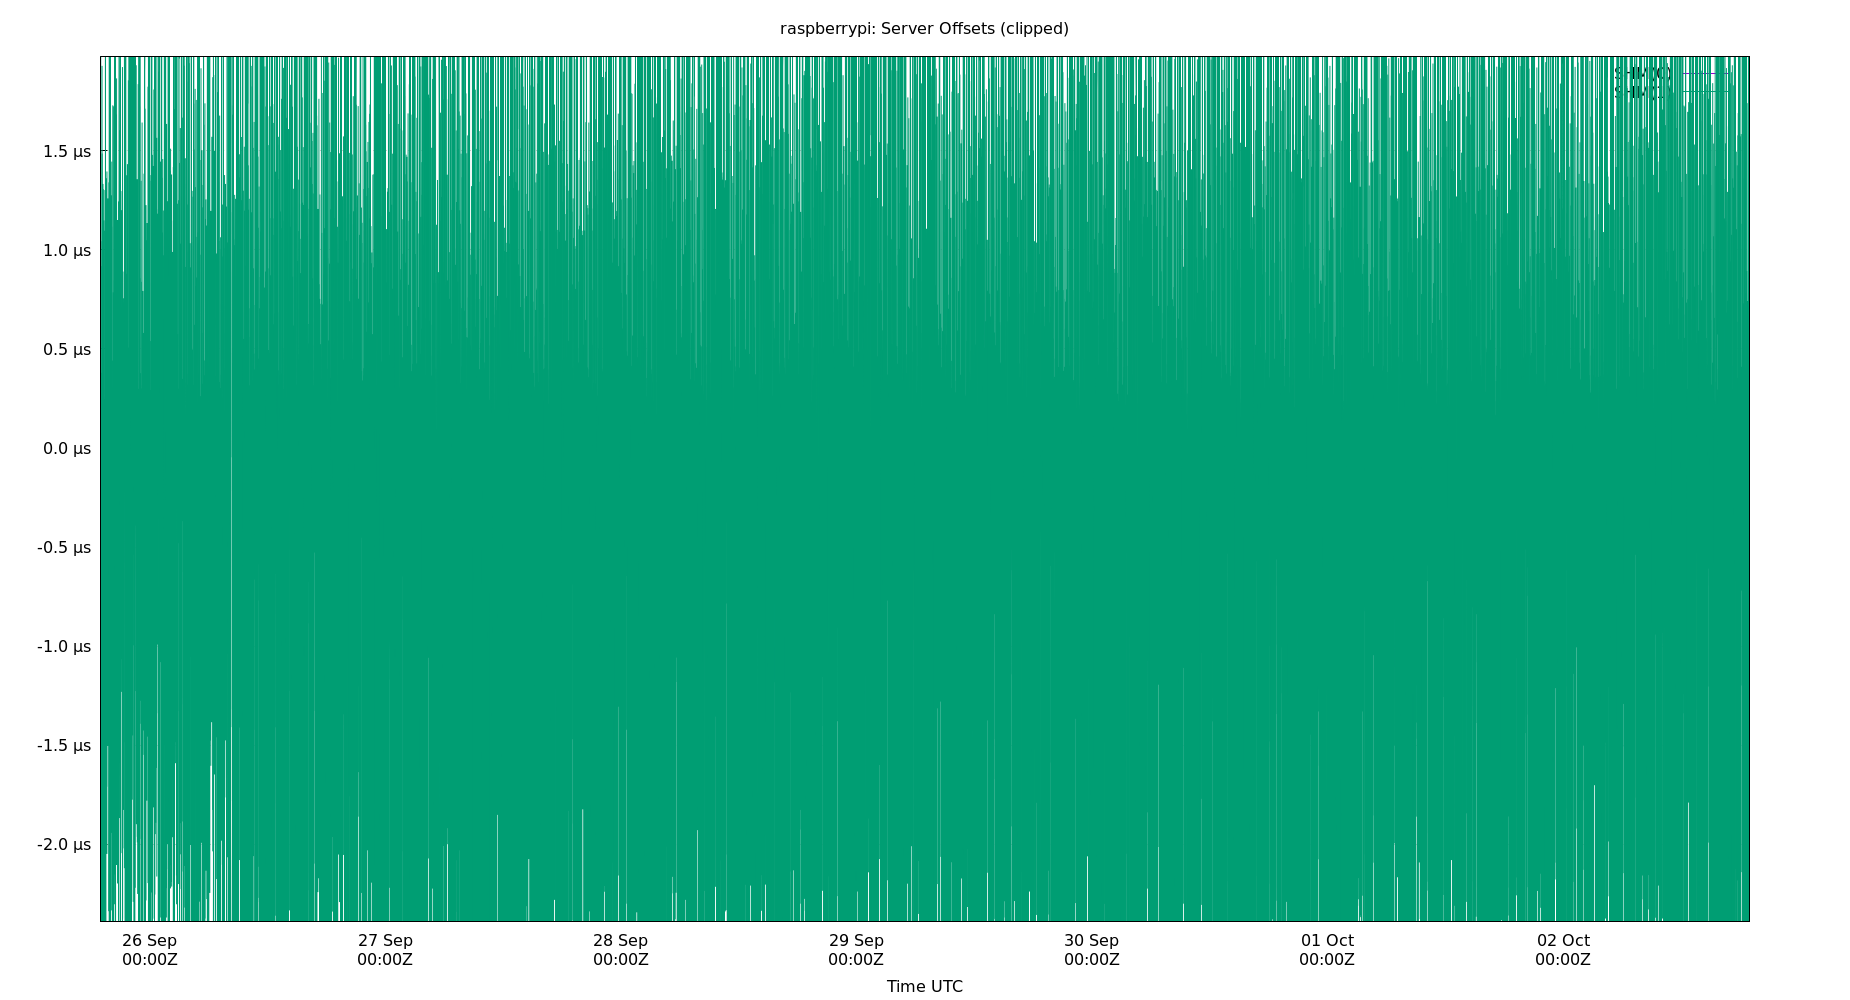 raspberrypi: Server Offsets (clipped)
SHM(0)
1.5 µs
1.0 µs
0.5 µs
0.0 µs
-0.5 µs
-1.0 µs
-1.5 µs
-2.0 µs
26 Sep 27 Sep 28 Sep 29 Sep 30 Sep 01 Oct 02 Oct
00:00Z 00:00Z 00:00Z 00:00Z 00:00Z 00:00Z 00:00Z
Time UTC